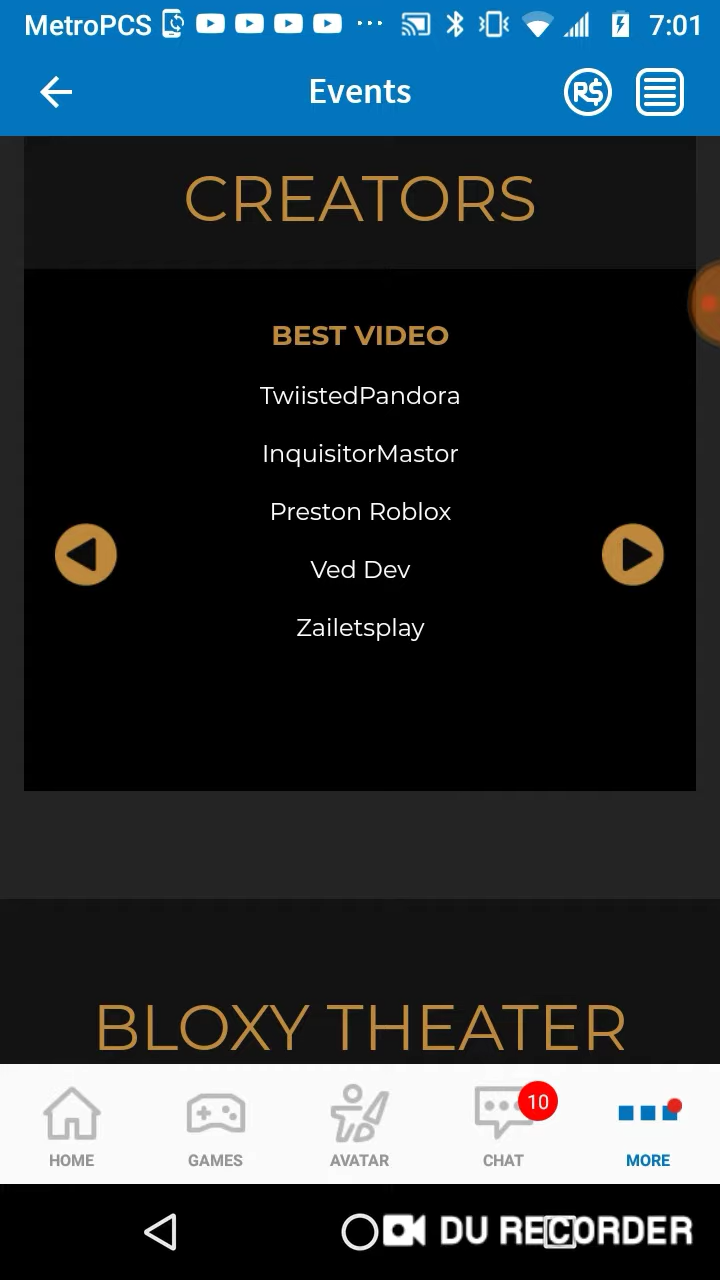 MetroPCS ... 7:01
Events
R$
CREATORS
BEST VIDEO
TwiistedPandora
InquisitorMastor
Preston Roblox
Ved Dev
Zailetsplay
BLOXY THEATER
10
HOME GAMES AVATAR CHAT MORE
DU RECORDER